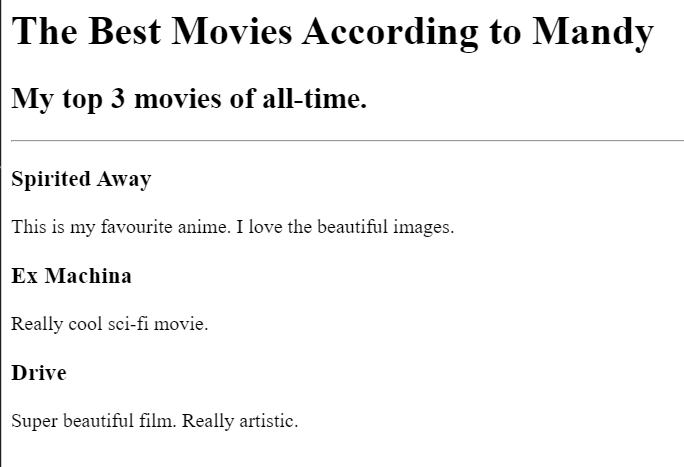 The Best Movies According to Mandy
My top 3 movies of all-time.
Spirited Away
This is my favourite anime. I love the beautiful images.
Ex Machina
Really cool sci-fi movie.
Drive
Super beautiful film. Really artistic.